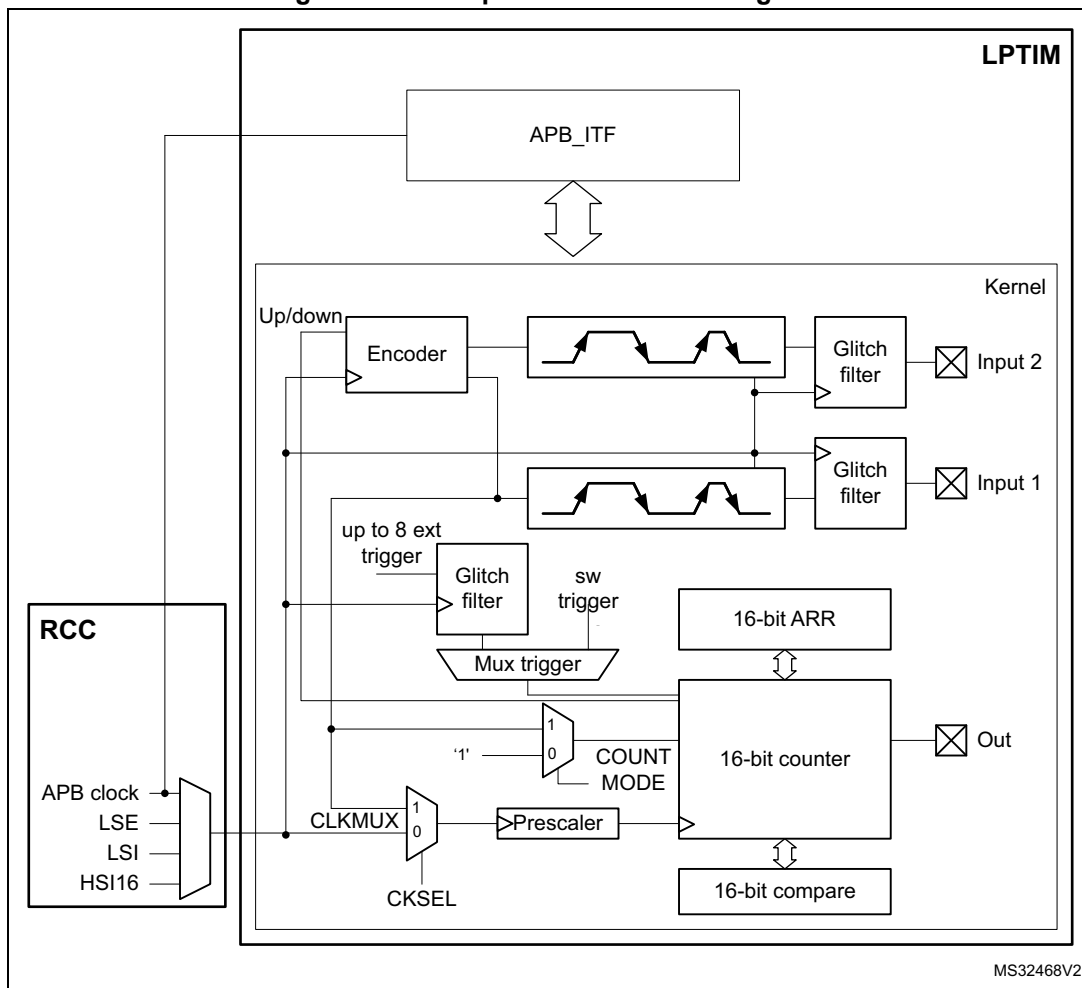 LPTIM
APB_ITF
Kernel
Up/down
Encoder
Glitch
filter
Input 2
Glitch
filter
Input 1
up to 8 ext
trigger
Glitch
filter
sw
trigger
16-bit ARR
RCC
Mux trigger
1
'1'
0
COUNT
MODE
16-bit counter
Out
APB clock
LSE
LSI
HSI16
CLKMUX
1
0
Prescaler
CKSEL
16-bit compare
MS32468V2